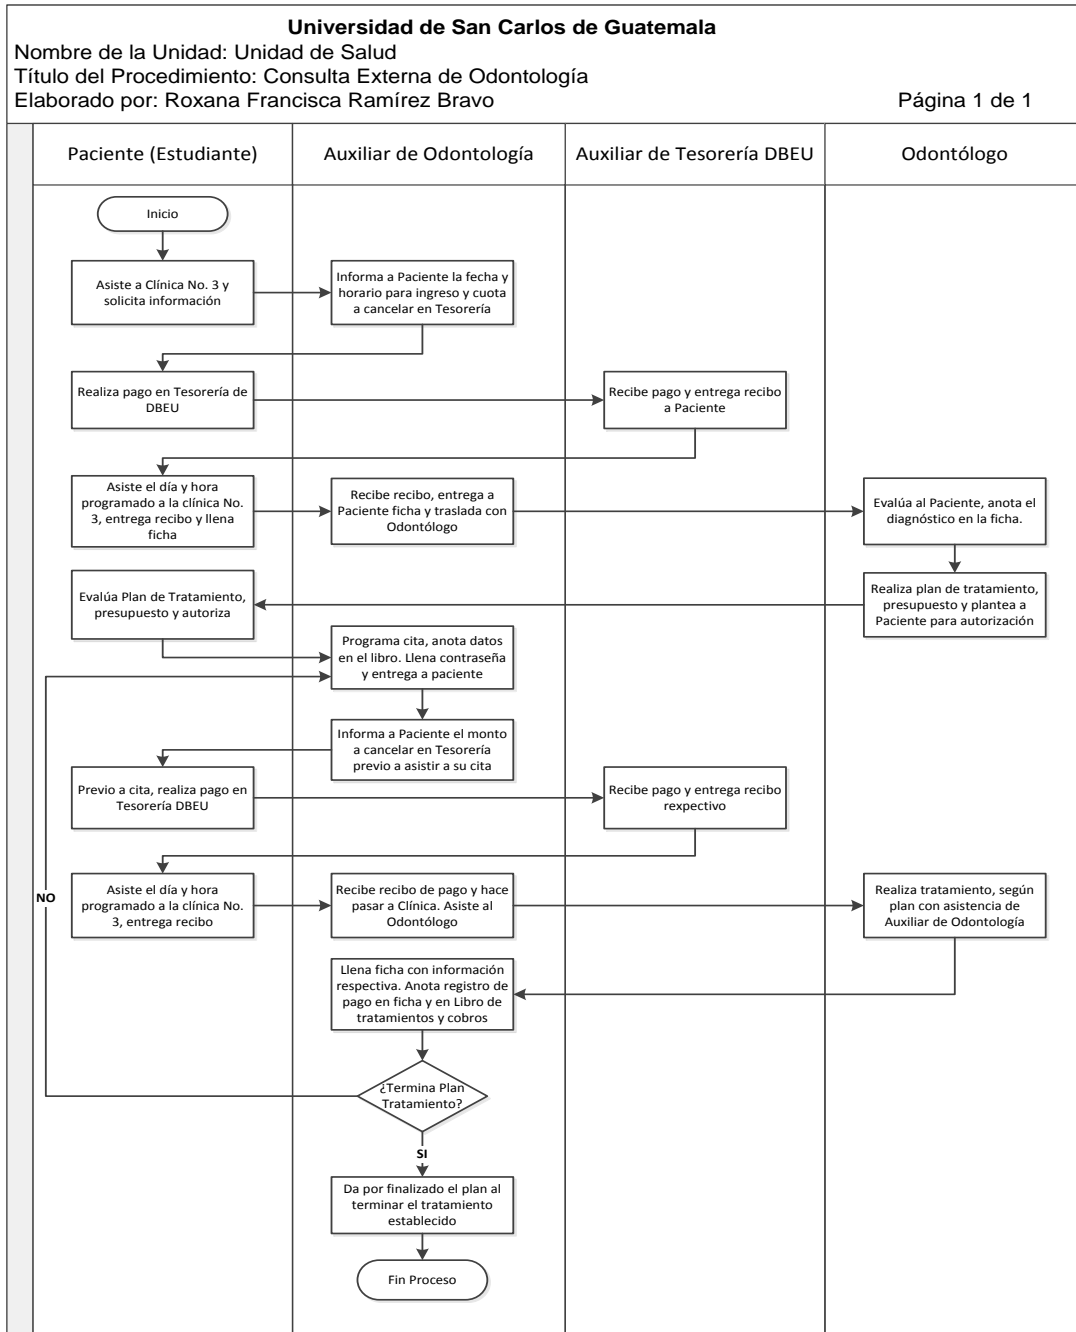 Universidad de San Carlos de Guatemala
Nombre de la Unidad: Unidad de Salud
Título del Procedimiento: Consulta Externa de Odontología
Elaborado por: Roxana Francisca Ramírez Bravo
Página 1 de 1
Paciente (Estudiante)
Auxiliar de Odontología
Auxiliar de Tesorería DBEU
Odontólogo
Inicio
Asiste a Clínica No. 3 y
solicita información
Informa a Paciente la fecha y
horario para ingreso y cuota
a cancelar en Tesorería
Realiza pago en Tesorería de
DBEU
Recibe pago y entrega recibo
a Paciente
Asiste el día y hora
programado a la clínica No.
3, entrega recibo y llena
ficha
Recibe recibo, entrega a
Paciente ficha y traslada con
Odontólogo
Evalúa al Paciente, anota el
diagnóstico en la ficha.
Realiza plan de tratamiento,
presupuesto y plantea a
Paciente para autorización
Evalúa Plan de Tratamiento,
presupuesto y autoriza
Programa cita, anota datos
en el libro. Llena contraseña
y entrega a paciente
Informa a Paciente el monto
a cancelar en Tesorería
previo a asistir a su cita
Previo a cita, realiza pago en
Tesorería DBEU
Recibe pago y entrega recibo
rexpectivo
NO
Asiste el día y hora
programado a la clínica No.
3, entrega recibo
Recibe recibo de pago y hace
pasar a Clínica. Asiste al
Odontólogo
Realiza tratamiento, según
plan con asistencia de
Auxiliar de Odontología
Llena ficha con información
respectiva. Anota registro de
pago en ficha y en Libro de
tratamientos y cobros
¿Termina Plan
Tratamiento?
SI
Da por finalizado el plan al
terminar el tratamiento
establecido
Fin Proceso